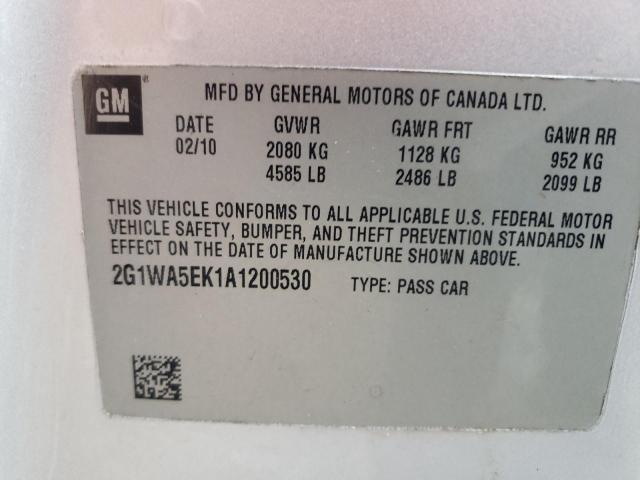 GM ®
MFD BY GENERAL MOTORS OF CANADA LTD.
DATE GVWR GAWR FRT GAWR RR
02/10 2080 KG 1128 KG 952 KG
4585 LB 2486 LB 2099 LB
THIS VEHICLE CONFORMS TO ALL APPLICABLE U.S. FEDERAL MOTOR
VEHICLE SAFETY, BUMPER, AND THEFT PREVENTION STANDARDS IN
EFFECT ON THE DATE OF MANUFACTURE SHOWN ABOVE.
2G1WA5EK1A1200530 TYPE: PASS CAR